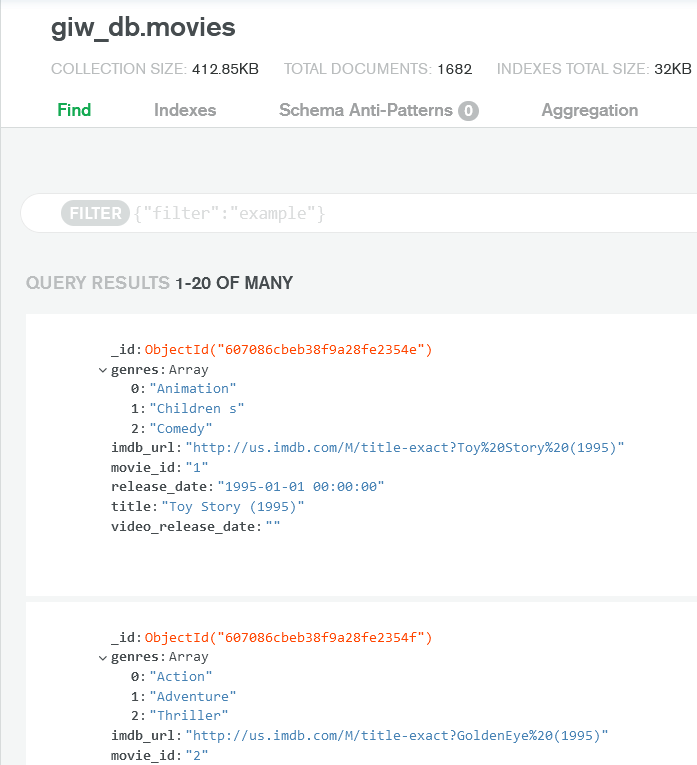 giw_db.movies
COLLECTION SIZE: 412.85KB TOTAL DOCUMENTS: 1682 INDEXES TOTAL SIZE: 32KB
Find Indexes Schema Anti-Patterns 0 Aggregation
FILTER {"filter":"example"}
QUERY RESULTS 1-20 OF MANY
_id: ObjectId("607086cbeb38f9a28fe2354e")
genres: Array
0: "Animation"
1: "Children s"
2: "Comedy"
imdb_url: "http://us.imdb.com/M/title-exact?Toy%20Story%20(1995)"
movie_id: "1"
release_date: "1995-01-01 00:00:00"
title: "Toy Story (1995)"
video_release_date: ""
_id: ObjectId("607086cbeb38f9a28fe2354f")
genres: Array
0: "Action"
1: "Adventure"
2: "Thriller"
imdb_url: "http://us.imdb.com/M/title-exact?GoldenEye%20(1995)"
movie_id: "2"